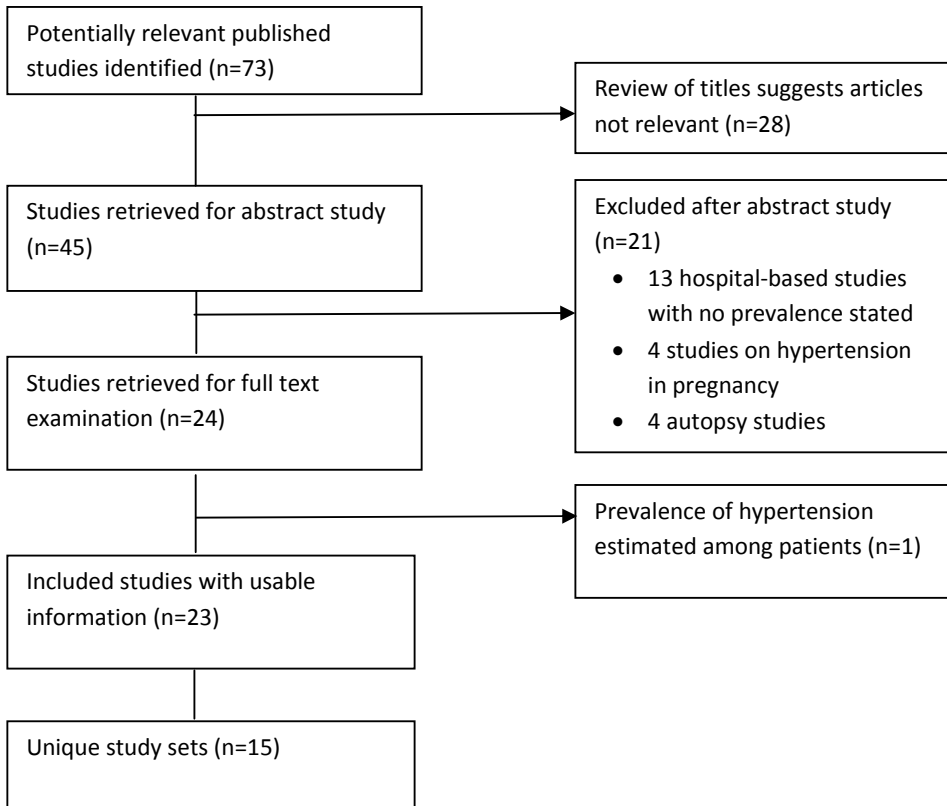 Potentially relevant published
studies identified (n=73)
Review of titles suggests articles
not relevant (n=28)
Studies retrieved for abstract study
(n=45)
Excluded after abstract study
(n=21)
• 13 hospital-based studies
with no prevalence stated
• 4 studies on hypertension
in pregnancy
• 4 autopsy studies
Studies retrieved for full text
examination (n=24)
Prevalence of hypertension
estimated among patients (n=1)
Included studies with usable
information (n=23)
Unique study sets (n=15)